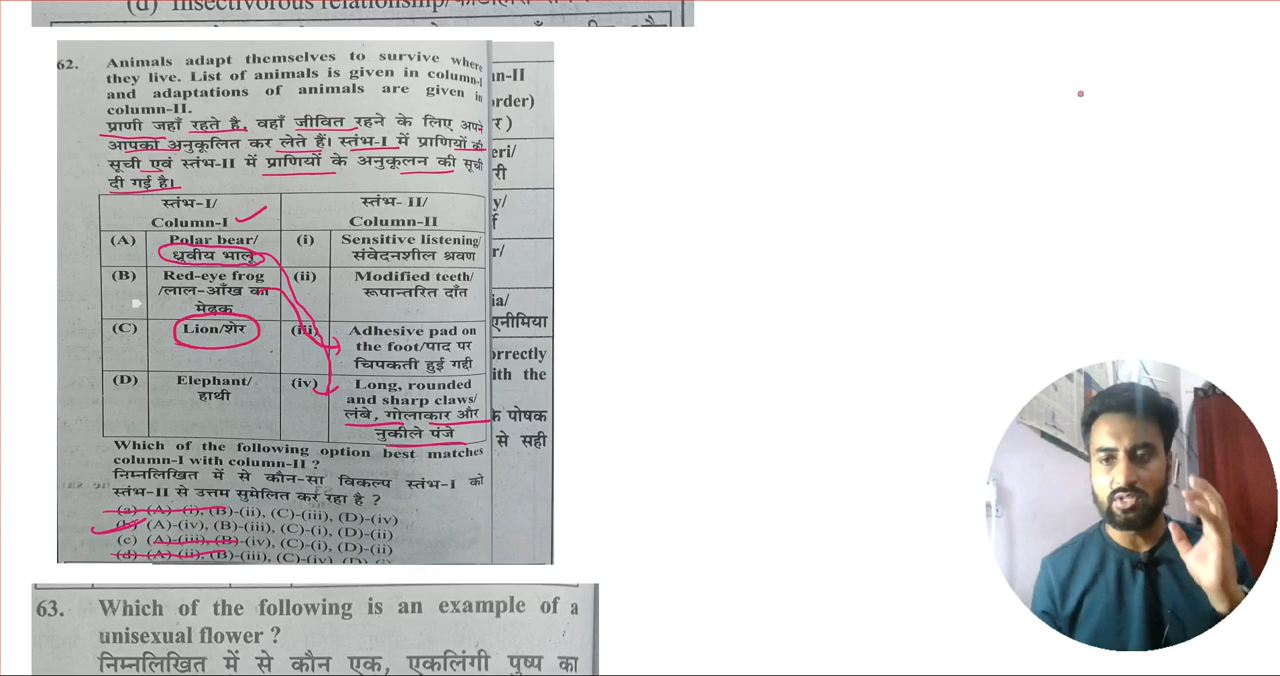 (d) Insectivorous relationship/
62. Animals adapt themselves to survive where
they live. List of animals is given in column-I
and adaptations of animals are given in
column-II.
प्राणी जहाँ रहते है, वहाँ जीवित रहने के लिए अपने
आपको अनुकूलित कर लेते हैं। स्तंभ-I में प्राणियों की
सूची एवं स्तंभ-II में प्राणियों के अनुकूलन की सूची
दी गई है।
स्तंभ-I/ स्तंभ- II/
Column-I Column-II
(A) Polar bear/ (i) Sensitive listening/
ध्रुवीय भालू संवेदनशील श्रवण
(B) Red-eye frog (ii) Modified teeth/
/लाल-आँख का रूपान्तरित दाँत
मेढक
(C) Lion/शेर (iii) Adhesive pad on
the foot/पाद पर
चिपकती हुई गद्दी
(D) Elephant/ (iv) Long, rounded
हाथी and sharp claws/
लंबे, गोलाकार और
नुकीले पंजे
Which of the following option best matches
column-I with column-II ?
निम्नलिखित में से कौन-सा विकल्प स्तंभ-I को
स्तंभ-II से उत्तम सुमेलित कर रहा है ?
(a) (A)-(i), (B)-(ii), (C)-(iii), (D)-(iv)
(b) (A)-(iv), (B)-(iii), (C)-(i), (D)-(ii)
(c) (A)-(iii), (B)-(iv), (C)-(i), (D)-(ii)
(d) (A)-(ii), (B)-(iii), (C)-(iv), (D)-(i)
n-II
order)
र)
eri/
री
y/
r/
ia/
एनीमिया
orrectly
ith the
के पोषक
से सही
63. Which of the following is an example of a
unisexual flower ?
निम्नलिखित में से कौन एक, एकलिंगी पुष्प का